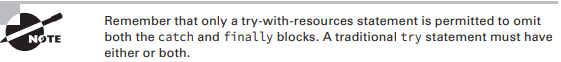 NOTE
Remember that only a try-with-resources statement is permitted to omit
both the catch and finally blocks. A traditional try statement must have
either or both.